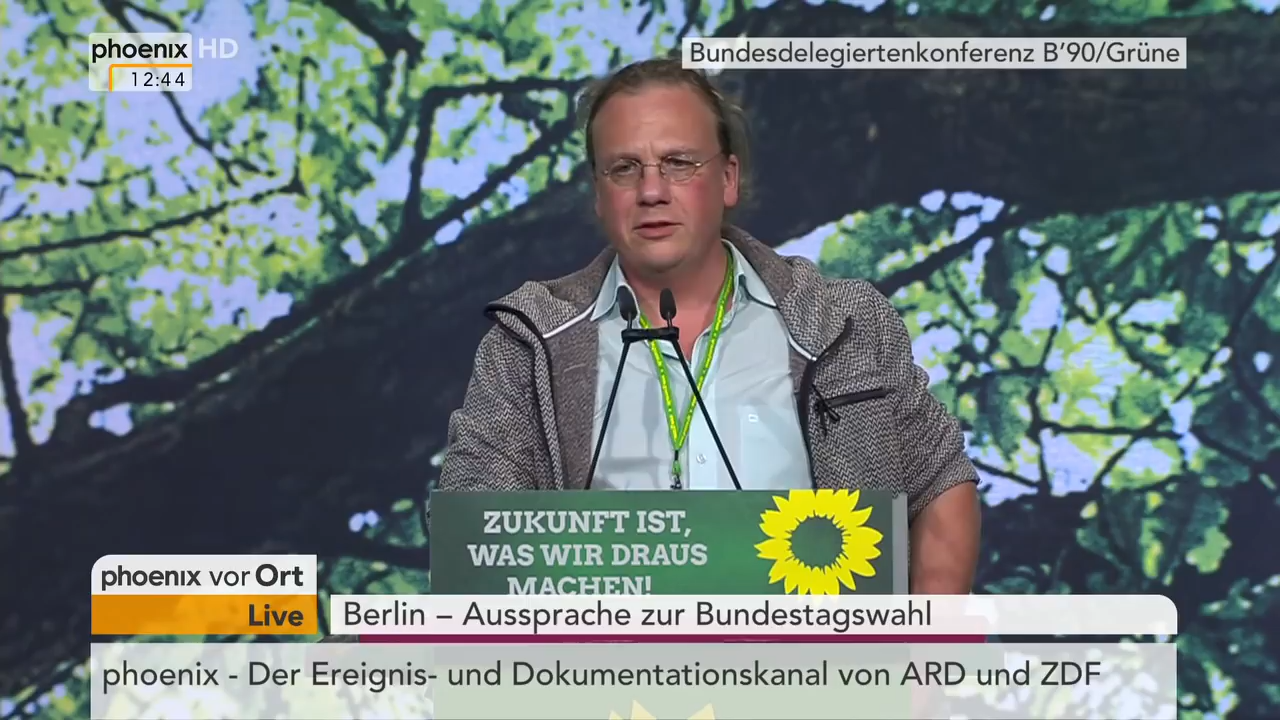 phoenix HD
12:44
Bundesdelegiertenkonferenz B'90/Grüne
ZUKUNFT IST,
WAS WIR DRAUS
MACHEN!
phoenix vor Ort
Live
Berlin – Aussprache zur Bundestagswahl
phoenix - Der Ereignis- und Dokumentationskanal von ARD und ZDF